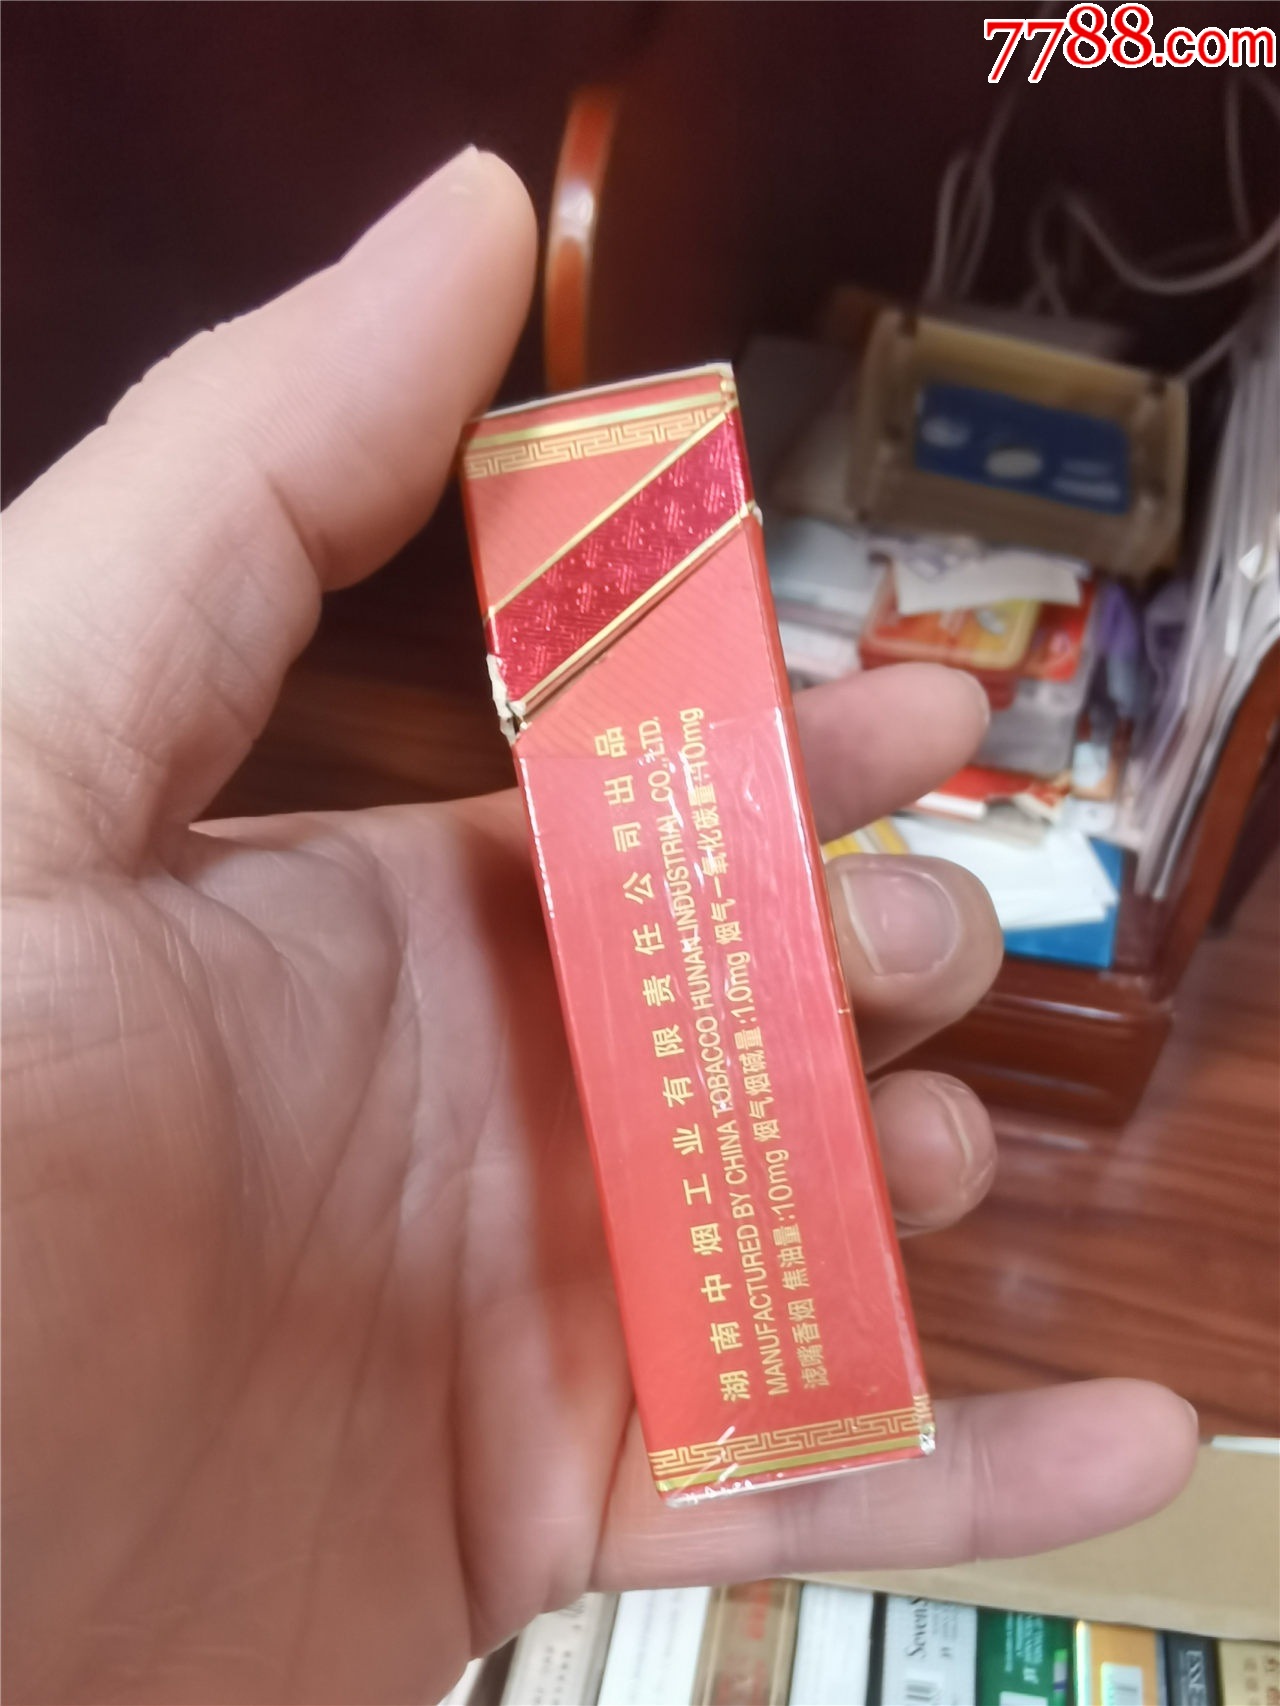 7788.com
湖南中烟工业有限责任公司出品
MANUFACTURED BY CHINA TOBACCO HUNAN INDUSTRIAL CO.,LTD.
滤嘴香烟 焦油量:10mg 烟气烟碱量:1.0mg 烟气一氧化碳量:10mg
ESSE